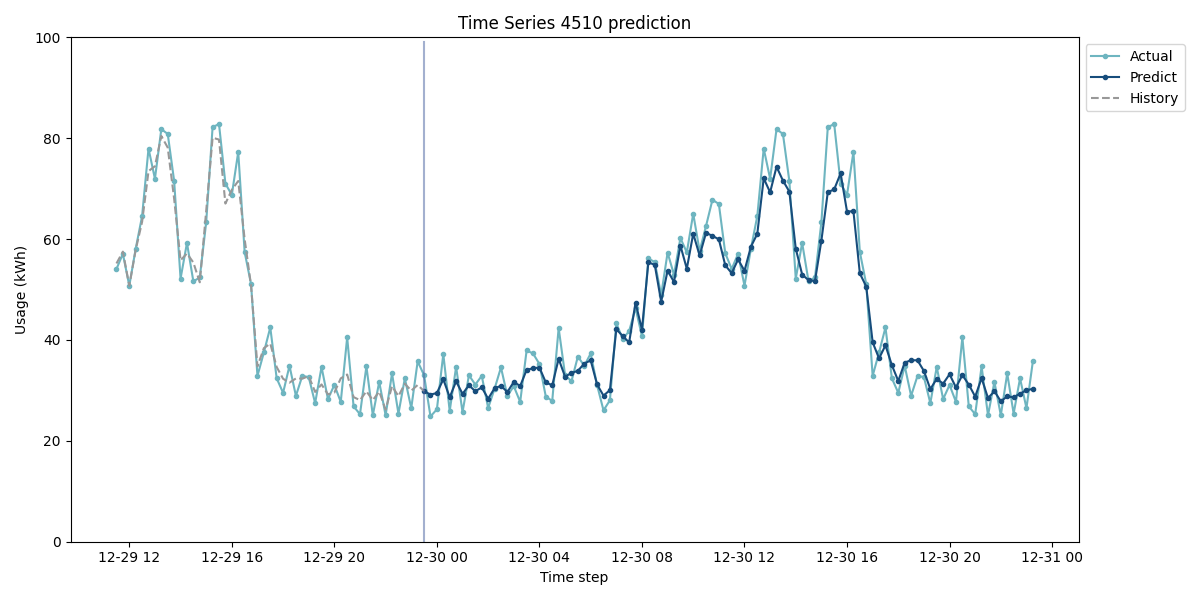 Time Series 4510 prediction
100
80
60
40
20
0
Usage (kWh)
12-29 12
12-29 16
12-29 20
12-30 00
12-30 04
12-30 08
12-30 12
12-30 16
12-30 20
12-31 00
Time step
Actual
Predict
History